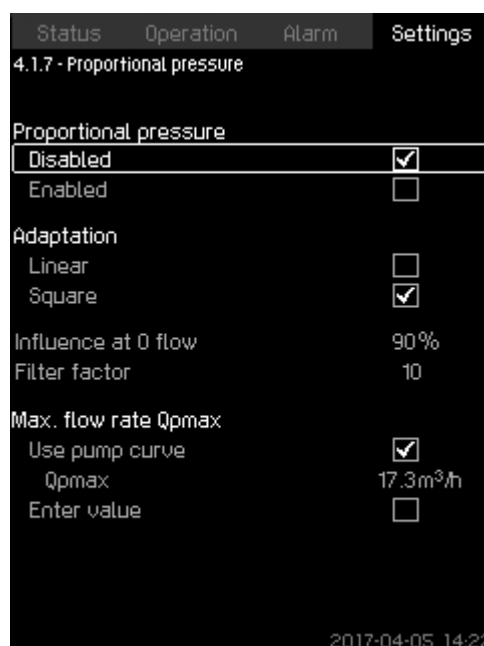 Status Operation Alarm Settings
4.1.7 - Proportional pressure
Proportional pressure
Disabled
Enabled
Adaptation
Linear
Square
Influence at 0 flow 90%
Filter factor 10
Max. flow rate Qpmax
Use pump curve
Qpmax 17.3m³/h
Enter value
2017-04-05 14:22